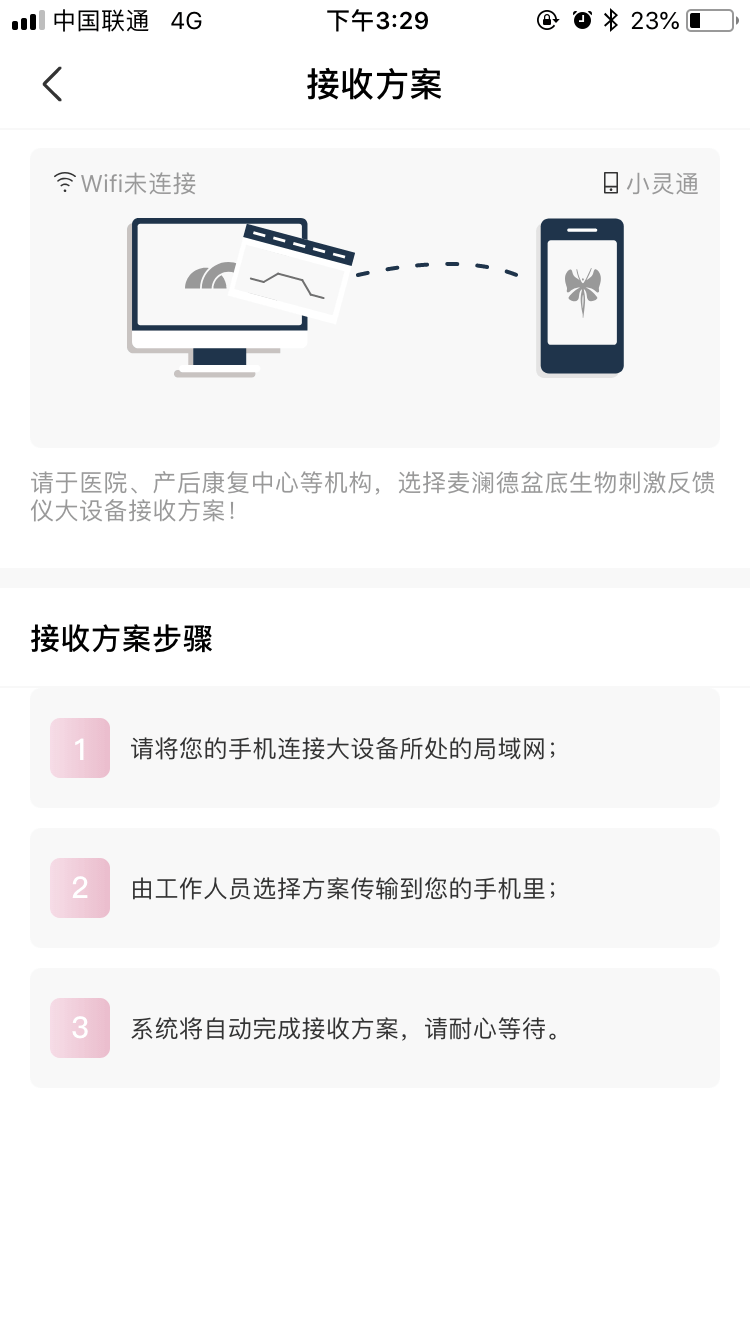 中国联通 4G 下午3:29 23%
接收方案
Wifi未连接 小灵通
请于医院、产后康复中心等机构，选择麦澜德盆底生物刺激反馈
仪大设备接收方案！
接收方案步骤
1 请将您的手机连接大设备所处的局域网；
2 由工作人员选择方案传输到您的手机里；
3 系统将自动完成接收方案，请耐心等待。